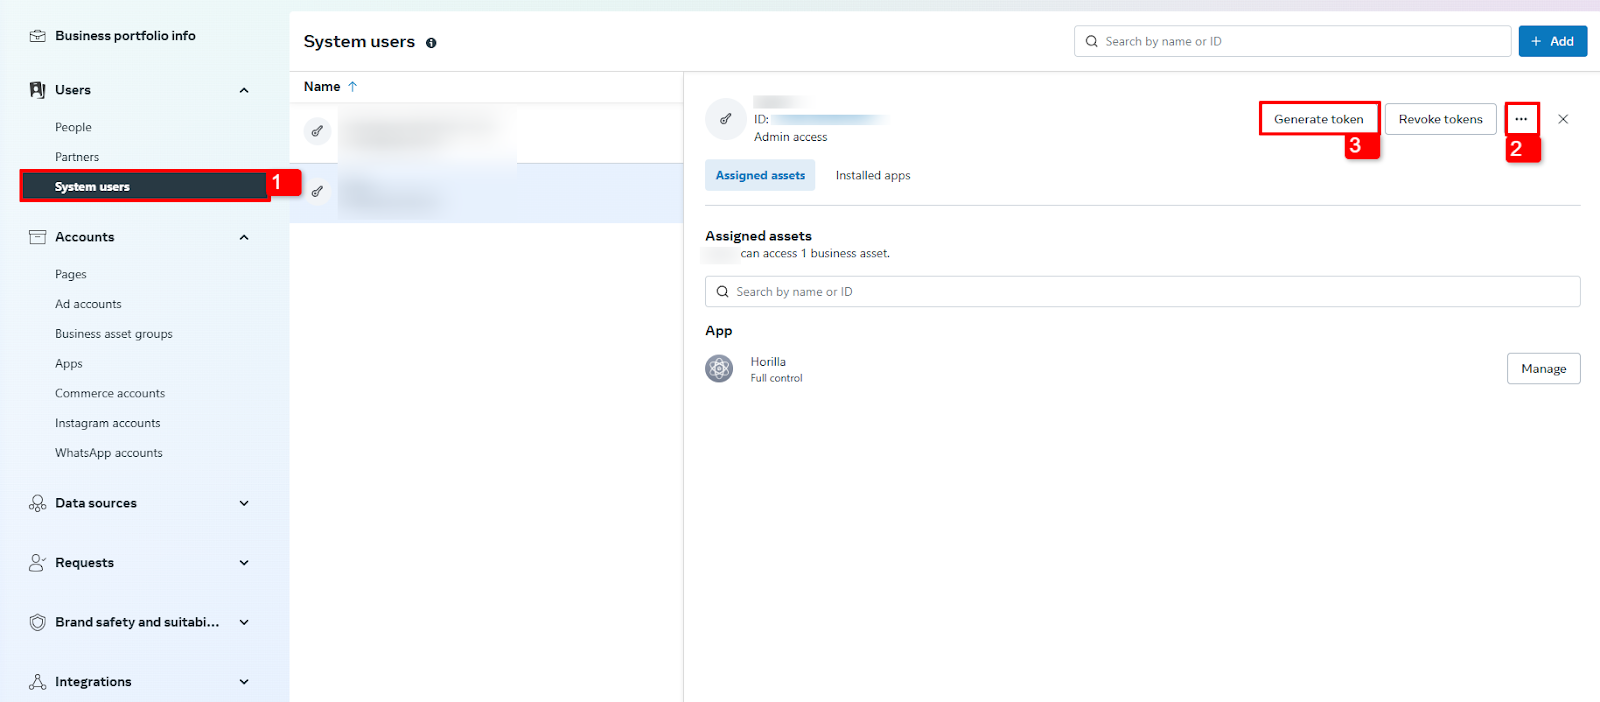 Business portfolio info
Users
People
Partners
System users
1
Accounts
Pages
Ad accounts
Business asset groups
Apps
Commerce accounts
Instagram accounts
WhatsApp accounts
Data sources
Requests
Brand safety and suitabi...
Integrations
System users
Search by name or ID
+ Add
Name ↑
ID:
Admin access
Generate token
3
Revoke tokens
...
2
Assigned assets
Installed apps
Assigned assets
can access 1 business asset.
Search by name or ID
App
Horilla
Full control
Manage